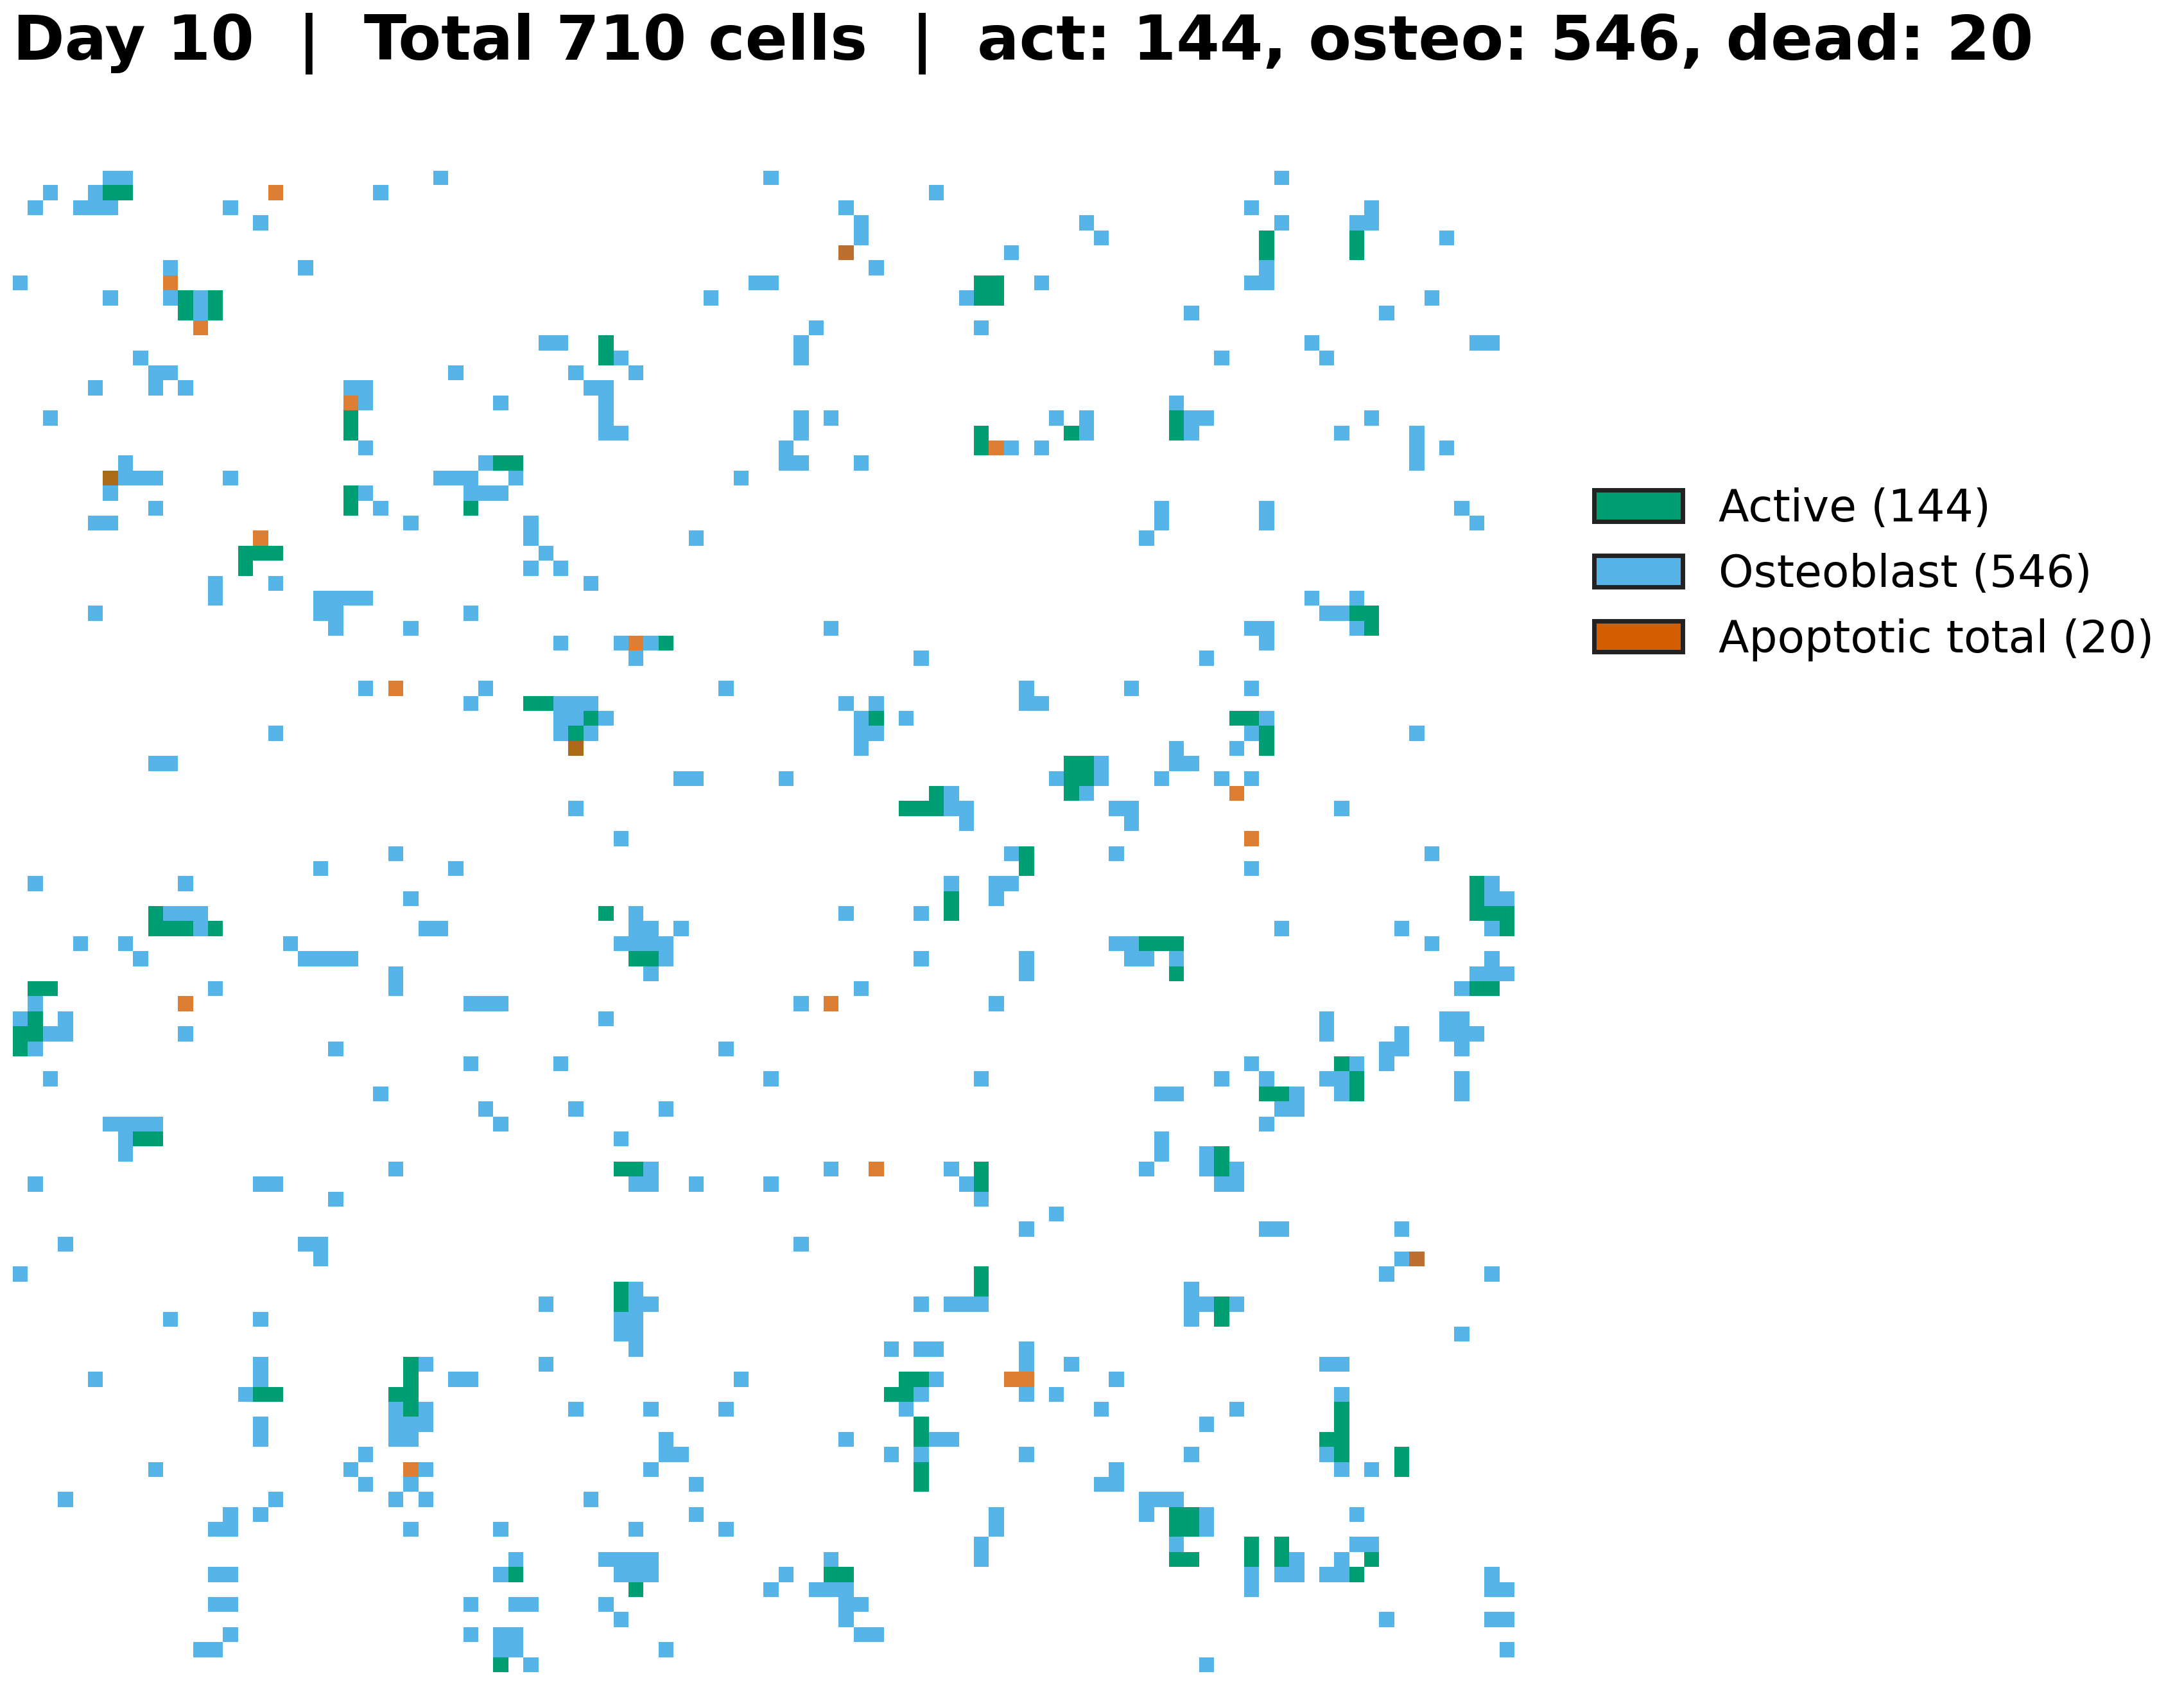 Day 10 | Total 710 cells | act: 144, osteo: 546, dead: 20
Active (144)
Osteoblast (546)
Apoptotic total (20)